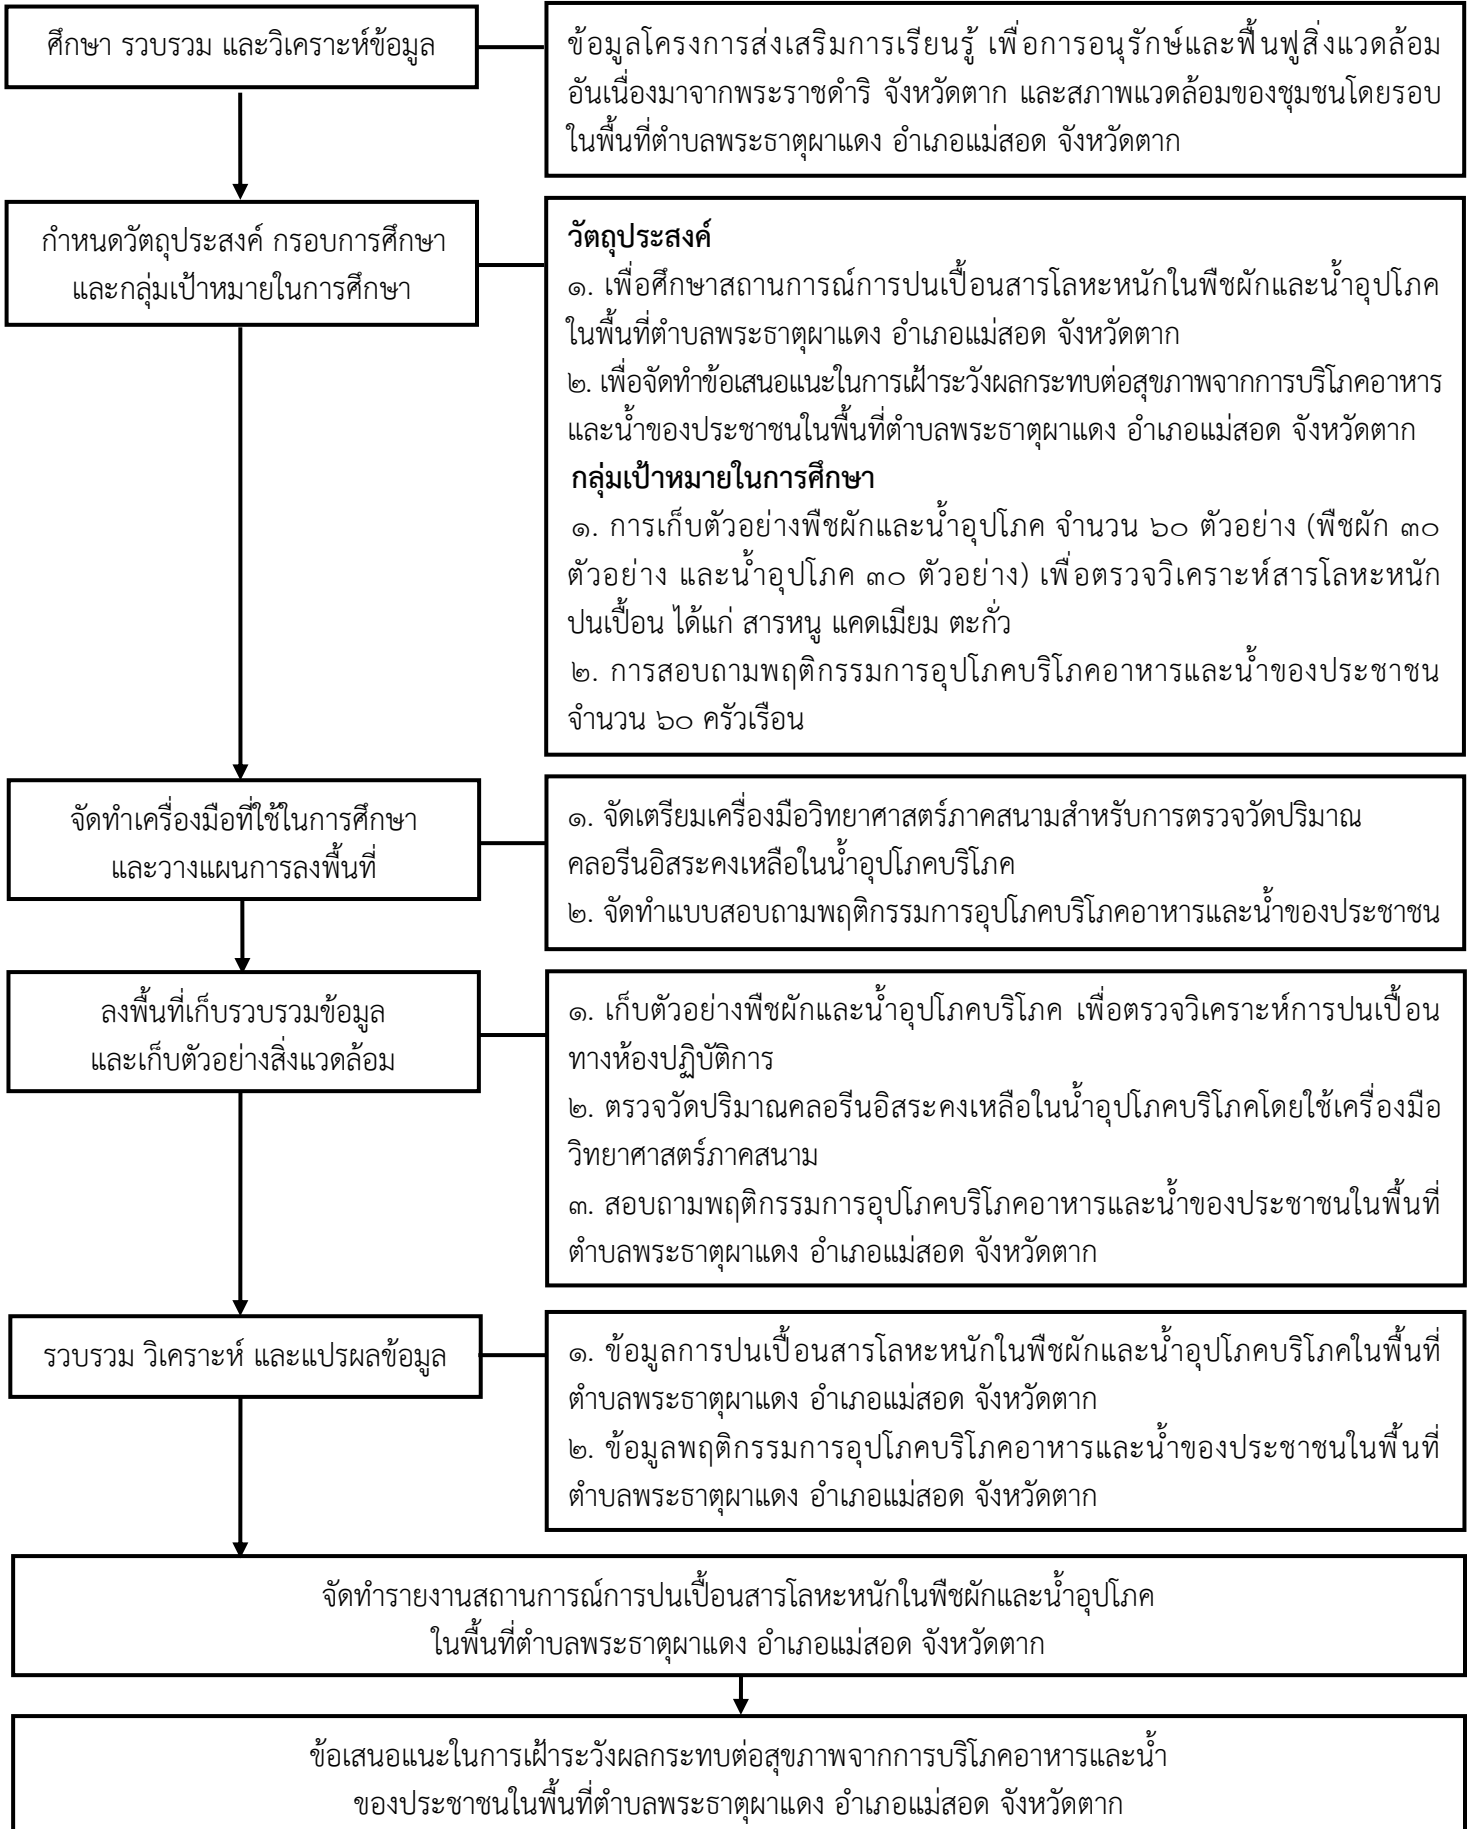 ศึกษา รวบรวม และวิเคราะห์ข้อมูล
ข้อมูลโครงการส่งเสริมการเรียนรู้ เพื่อการอนุรักษ์และฟื้นฟูสิ่งแวดล้อม
อันเนื่องมาจากพระราชดำริ จังหวัดตาก และสภาพแวดล้อมของชุมชนโดยรอบ
ในพื้นที่ตำบลพระธาตุผาแดง อำเภอแม่สอด จังหวัดตาก
กำหนดวัตถุประสงค์ กรอบการศึกษา
และกลุ่มเป้าหมายในการศึกษา
วัตถุประสงค์
๑. เพื่อศึกษาสถานการณ์การปนเปื้อนสารโลหะหนักในพืชผักและน้ำอุปโภค
ในพื้นที่ตำบลพระธาตุผาแดง อำเภอแม่สอด จังหวัดตาก
๒. เพื่อจัดทำข้อเสนอแนะในการเฝ้าระวังผลกระทบต่อสุขภาพจากการบริโภคอาหาร
และน้ำของประชาชนในพื้นที่ตำบลพระธาตุผาแดง อำเภอแม่สอด จังหวัดตาก
กลุ่มเป้าหมายในการศึกษา
๑. การเก็บตัวอย่างพืชผักและน้ำอุปโภค จำนวน ๖๐ ตัวอย่าง (พืชผัก ๓๐
ตัวอย่าง และน้ำอุปโภค ๓๐ ตัวอย่าง) เพื่อตรวจวิเคราะห์สารโลหะหนัก
ปนเปื้อน ได้แก่ สารหนู แคดเมียม ตะกั่ว
๒. การสอบถามพฤติกรรมการอุปโภคบริโภคอาหารและน้ำของประชาชน
จำนวน ๖๐ ครัวเรือน
จัดทำเครื่องมือที่ใช้ในการศึกษา
และวางแผนการลงพื้นที่
๑. จัดเตรียมเครื่องมือวิทยาศาสตร์ภาคสนามสำหรับการตรวจวัดปริมาณ
คลอรีนอิสระคงเหลือในน้ำอุปโภคบริโภค
๒. จัดทำแบบสอบถามพฤติกรรมการอุปโภคบริโภคอาหารและน้ำของประชาชน
ลงพื้นที่เก็บรวบรวมข้อมูล
และเก็บตัวอย่างสิ่งแวดล้อม
๑. เก็บตัวอย่างพืชผักและน้ำอุปโภคบริโภค เพื่อตรวจวิเคราะห์การปนเปื้อน
ทางห้องปฏิบัติการ
๒. ตรวจวัดปริมาณคลอรีนอิสระคงเหลือในน้ำอุปโภคบริโภคโดยใช้เครื่องมือ
วิทยาศาสตร์ภาคสนาม
๓. สอบถามพฤติกรรมการอุปโภคบริโภคอาหารและน้ำของประชาชนในพื้นที่
ตำบลพระธาตุผาแดง อำเภอแม่สอด จังหวัดตาก
รวบรวม วิเคราะห์ และแปรผลข้อมูล
๑. ข้อมูลการปนเปื้อนสารโลหะหนักในพืชผักและน้ำอุปโภคบริโภคในพื้นที่
ตำบลพระธาตุผาแดง อำเภอแม่สอด จังหวัดตาก
๒. ข้อมูลพฤติกรรมการอุปโภคบริโภคอาหารและน้ำของประชาชนในพื้นที่
ตำบลพระธาตุผาแดง อำเภอแม่สอด จังหวัดตาก
จัดทำรายงานสถานการณ์การปนเปื้อนสารโลหะหนักในพืชผักและน้ำอุปโภค
ในพื้นที่ตำบลพระธาตุผาแดง อำเภอแม่สอด จังหวัดตาก
ข้อเสนอแนะในการเฝ้าระวังผลกระทบต่อสุขภาพจากการบริโภคอาหารและน้ำ
ของประชาชนในพื้นที่ตำบลพระธาตุผาแดง อำเภอแม่สอด จังหวัดตาก